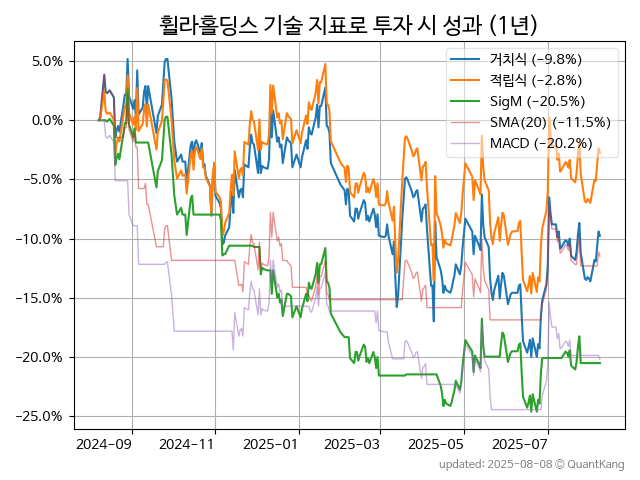 휠라홀딩스 기술 지표로 투자 시 성과 (1년)
거치식 (−9.8%)
적립식 (−2.8%)
SigM (−20.5%)
SMA(20) (−11.5%)
MACD (−20.2%)
5.0%
0.0%
−5.0%
−10.0%
−15.0%
−20.0%
−25.0%
2024-09 2024-11 2025-01 2025-03 2025-05 2025-07
updated: 2025-08-08 © QuantKang